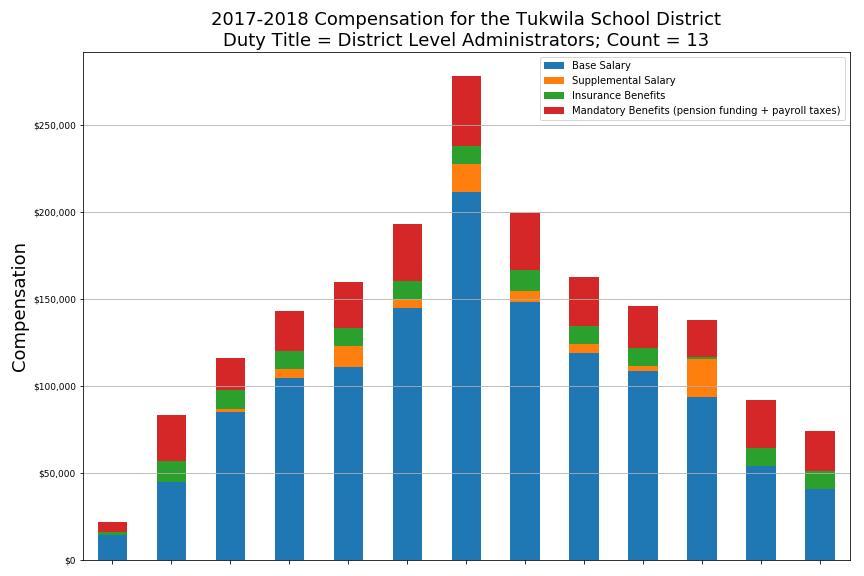 2017-2018 Compensation for the Tukwila School District
Duty Title = District Level Administrators; Count = 13
Base Salary
Supplemental Salary
Insurance Benefits
Mandatory Benefits (pension funding + payroll taxes)
Compensation
$250,000
$200,000
$150,000
$100,000
$50,000
$0